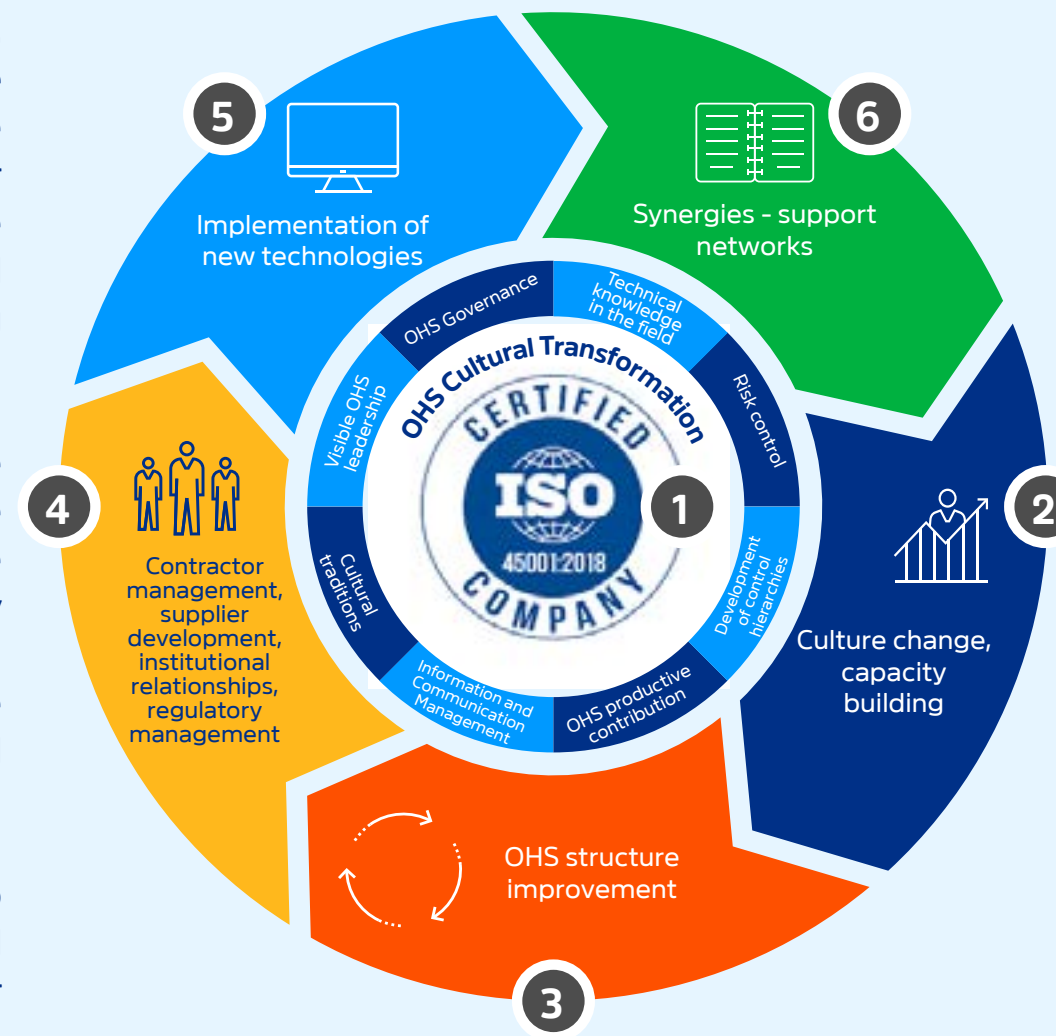 5
Implementation of
new technologies
6
Synergies - support
networks
OHS Governance
Technical
knowledge
in the field
Visible OHS
leadership
Risk control
OHS Cultural Transformation
CERTIFIED
ISO
45001:2018
COMPANY
1
4
Contractor
management,
supplier
development,
institutional
relationships,
regulatory
management
2
Culture change,
capacity
building
Cultural
traditions
Development
of control
hierarchies
Information and
Communication
Management
OHS productive
contribution
OHS structure
improvement
3